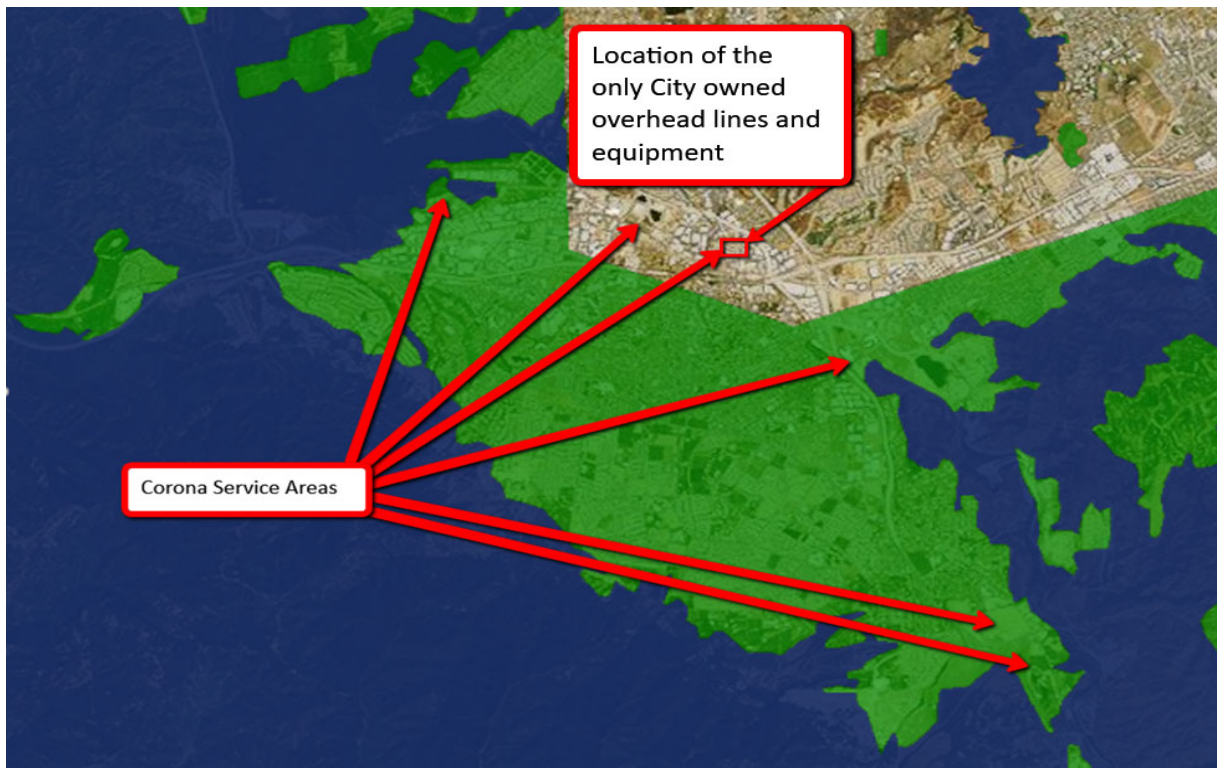 Location of the
only City owned
overhead lines and
equipment
Corona Service Areas